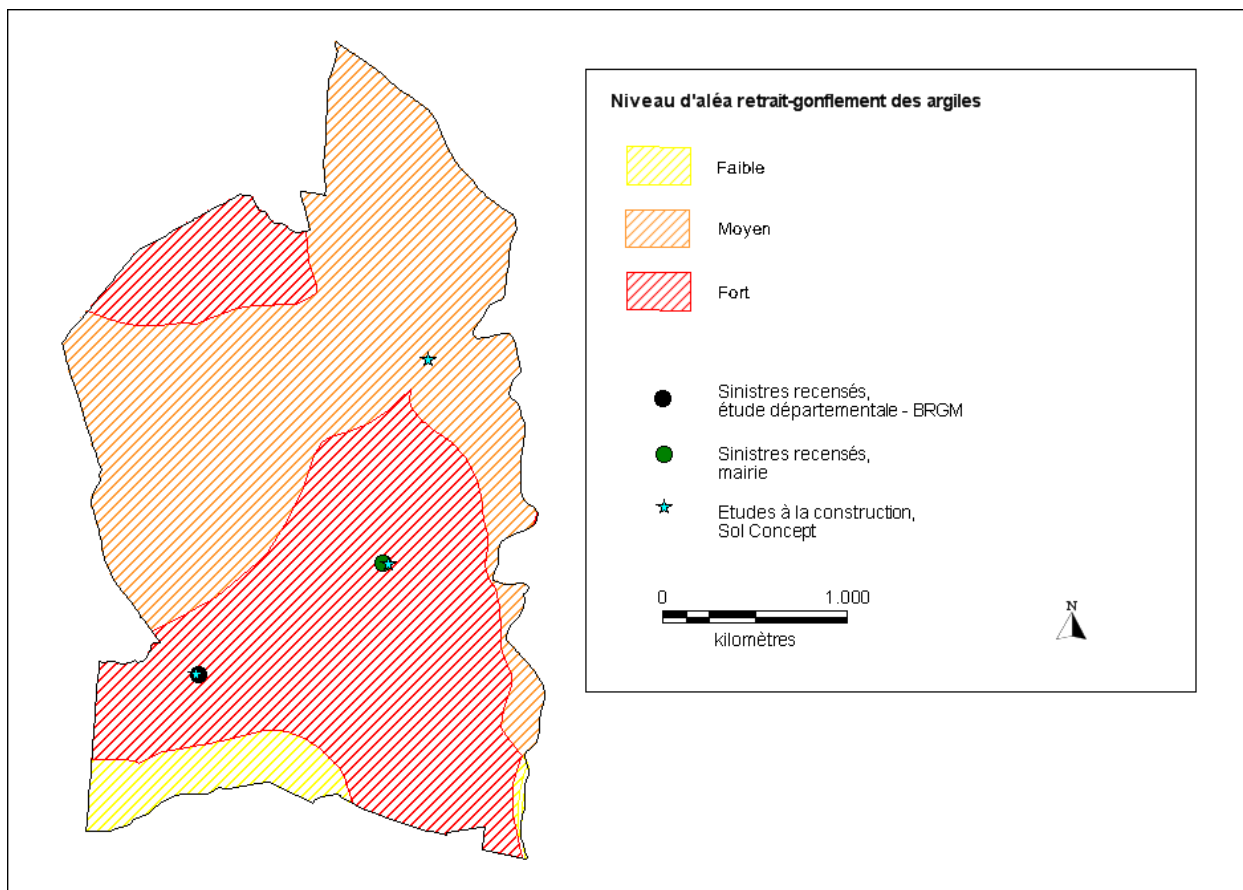 Niveau d'aléa retrait-gonflement des argiles
Faible
Moyen
Fort
Sinistres recensés,
étude départementale - BRGM
Sinistres recensés,
mairie
Etudes à la construction,
Sol Concept
0 1.000
kilomètres
N